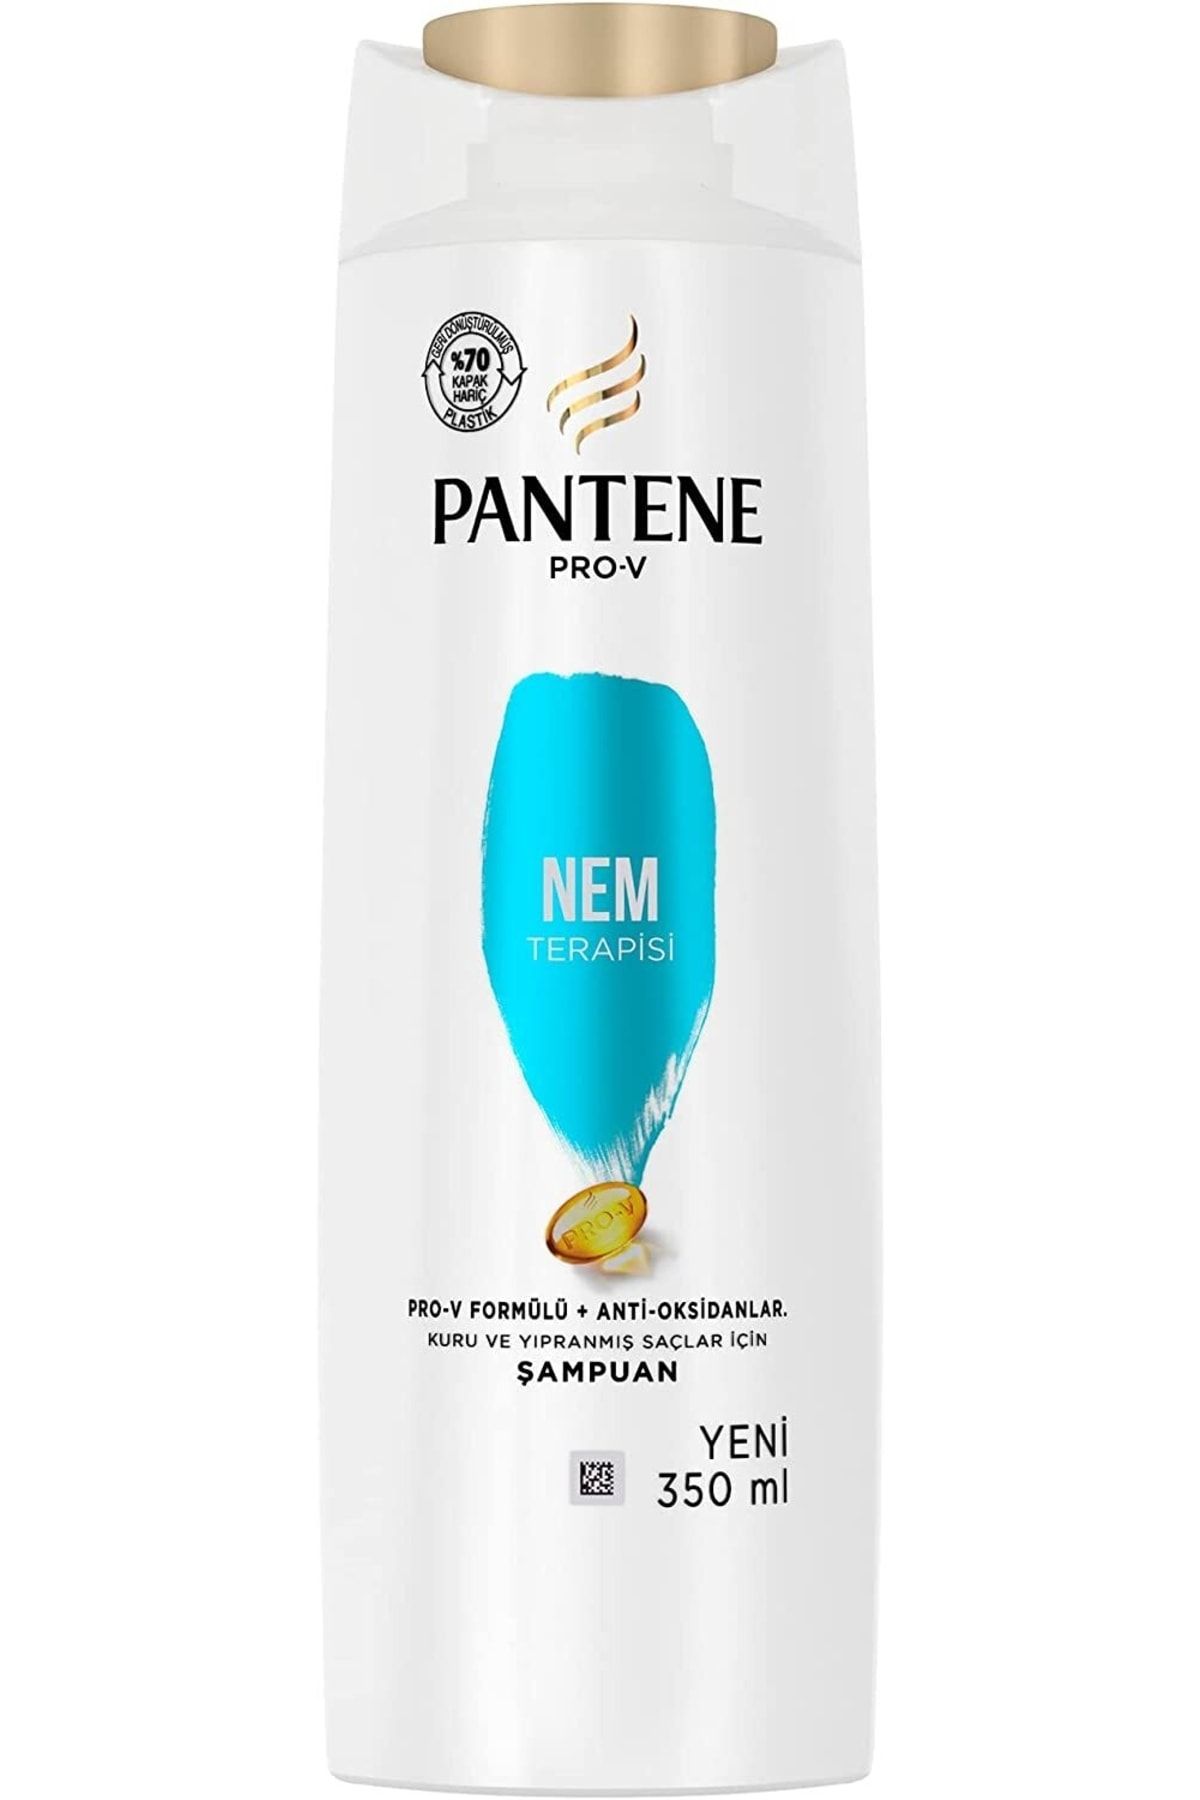 GERİ DÖNÜŞTÜRÜLMÜŞ
%70
KAPAK
HARİÇ
PLASTİK
PANTENE
PRO-V
NEM
TERAPİSİ
PRO-V
PRO-V FORMÜLÜ + ANTİ-OKSİDANLAR.
KURU VE YIPRANMIŞ SAÇLAR İÇİN
ŞAMPUAN
YENİ
350 ml